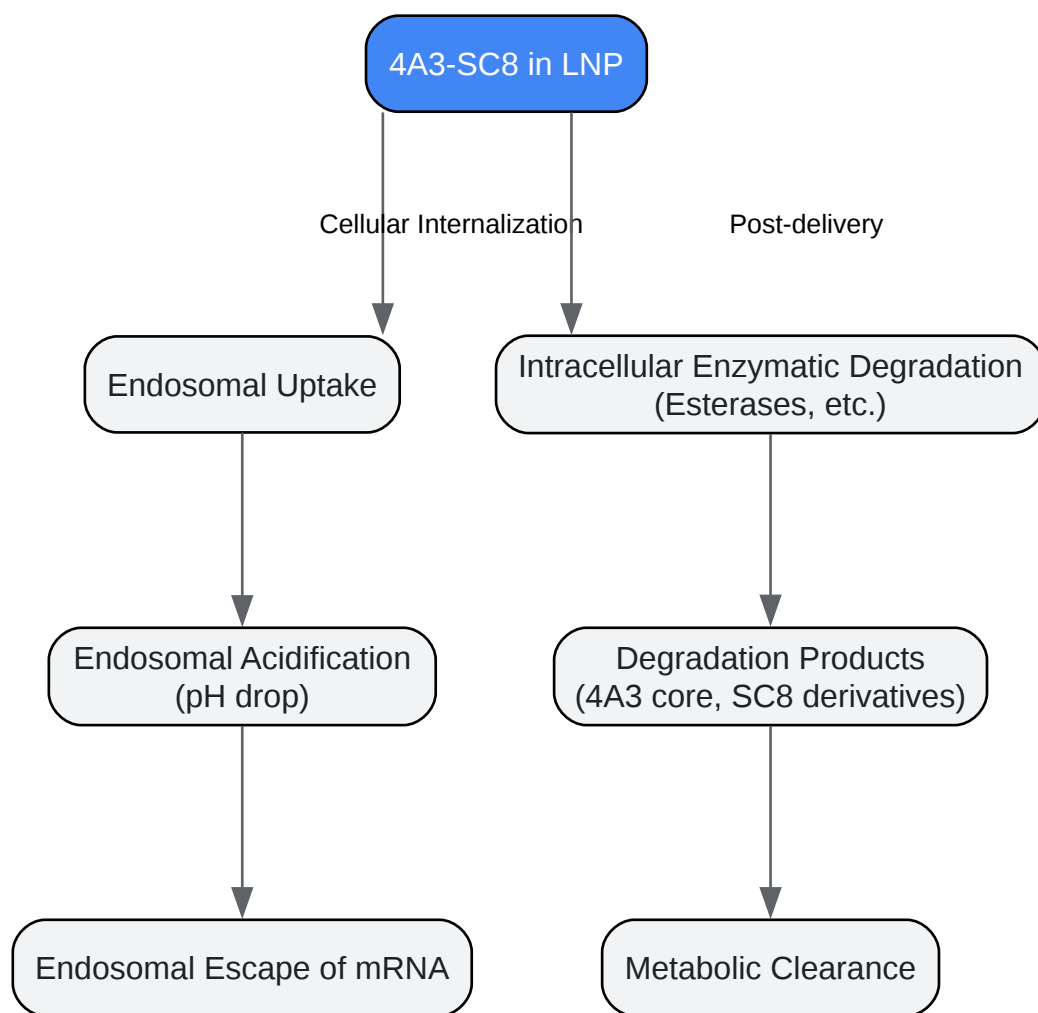 4A3-SC8 in LNP
Cellular Internalization
Post-delivery
Endosomal Uptake
Intracellular Enzymatic Degradation
(Esterases, etc.)
Endosomal Acidification
(pH drop)
Degradation Products
(4A3 core, SC8 derivatives)
Endosomal Escape of mRNA
Metabolic Clearance